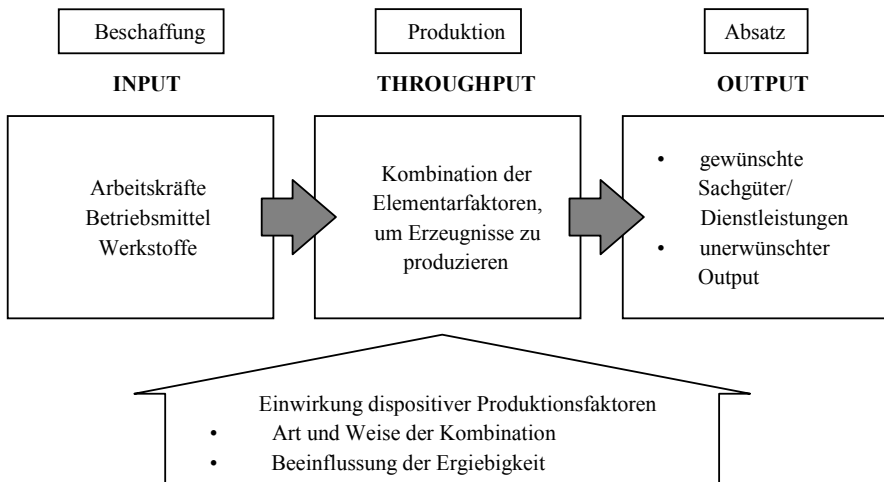 Beschaffung
Produktion
Absatz
INPUT
THROUGHPUT
OUTPUT
Arbeitskräfte
Betriebsmittel
Werkstoffe
Kombination der
Elementarfaktoren,
um Erzeugnisse zu
produzieren
• gewünschte
Sachgüter/
Dienstleistungen
• unerwünschter
Output
Einwirkung dispositiver Produktionsfaktoren
• Art und Weise der Kombination
• Beeinflussung der Ergiebigkeit